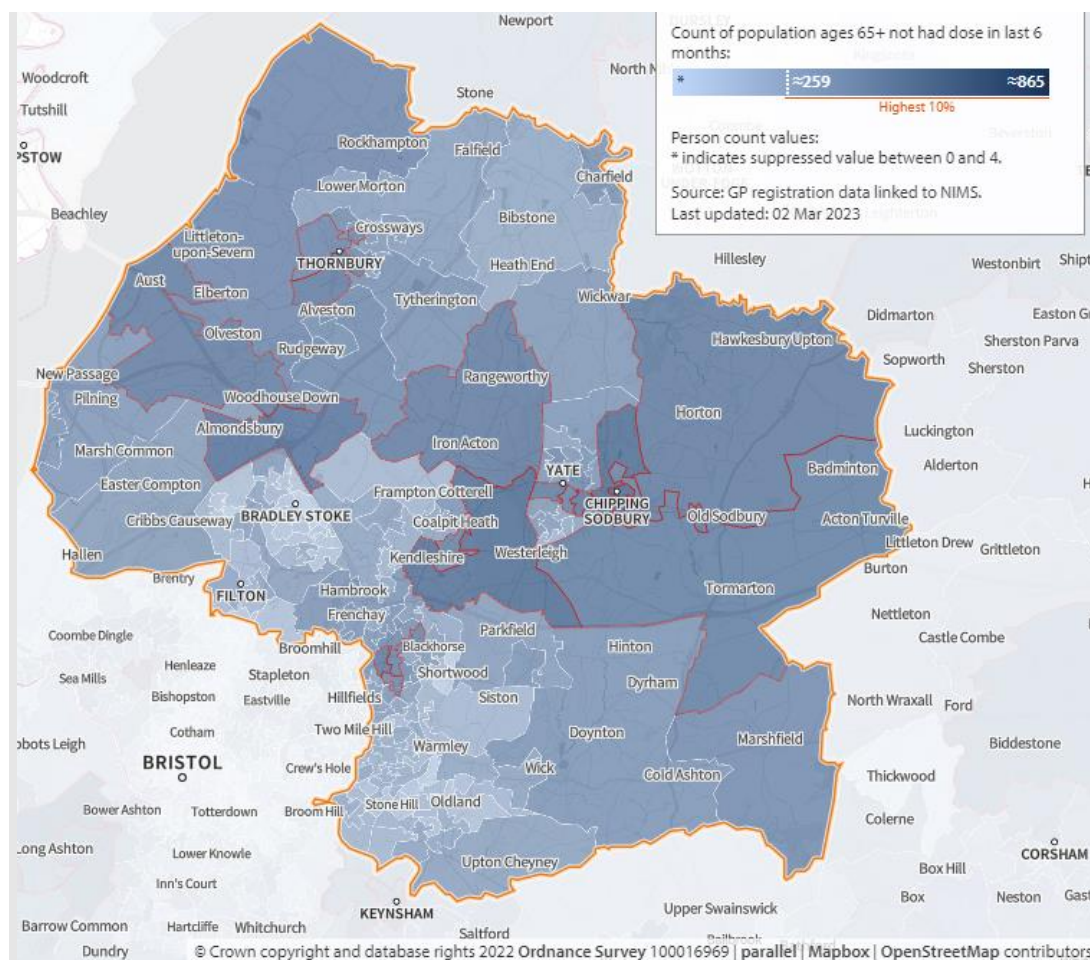 Newport
Count of population ages 65+ not had dose in last 6
months:
* ≈259 ≈865
Highest 10%
Person count values:
* indicates suppressed value between 0 and 4.
Source: GP registration data linked to NIMS.
Last updated: 02 Mar 2023
Woodcroft
Tutshill
PSTOW
Stone
Rockhampton
Falfield
Charfield
Lower Morton
Beachley
Crossways
Bibstone
Littleton-
upon-Severn
THORNBURY
Heath End
Hillesley
Westonbirt
Aust
Elberton
Alveston
Tytherington
Wickwar
Didmarton
Olveston
Hawkesbury Upton
Sherston Parva
Rudgeway
Sopworth
Sherston
New Passage
Rangeworthy
Pilning
Woodhouse Down
Horton
Almondsbury
Iron Acton
Luckington
Marsh Common
YATE
Badminton
Alderton
Easter Compton
Frampton Cotterell
CHIPPING
SODBURY
BRADLEY STOKE
Cribbs Causeway
Coalpit Heath
Old Sodbury
Acton Turville
Hallen
Kendleshire
Westerleigh
Littleton Drew
Grittleton
Brentry
Burton
FILTON
Hambrook
Tormarton
Frenchay
Nettleton
Coombe Dingle
Broomhill
Blackhorse
Parkfield
Hinton
Castle Combe
Henleaze
Sea Mills
Stapleton
Shortwood
Dyrham
Bishopston
Eastville
Hillfields
Siston
North Wraxall
Ford
Cotham
Two Mile Hill
Doynton
Marshfield
bbots Leigh
Warmley
Biddestone
BRISTOL
Crew's Hole
Wick
Cold Ashton
Thickwood
Bower Ashton
Totterdown
Broom Hill
Stone Hill
Oldland
Colerne
Long Ashton
Lower Knowle
Upton Cheyney
CORSHAM
Inn's Court
Box Hill
KEYNSHAM
Box
Neston
Upper Swainswick
Barrow Common
Hartcliffe
Whitchurch
Saltford
Dundry
© Crown copyright and database rights 2022 Ordnance Survey 100016969 | parallel | Mapbox | OpenStreetMap contributors